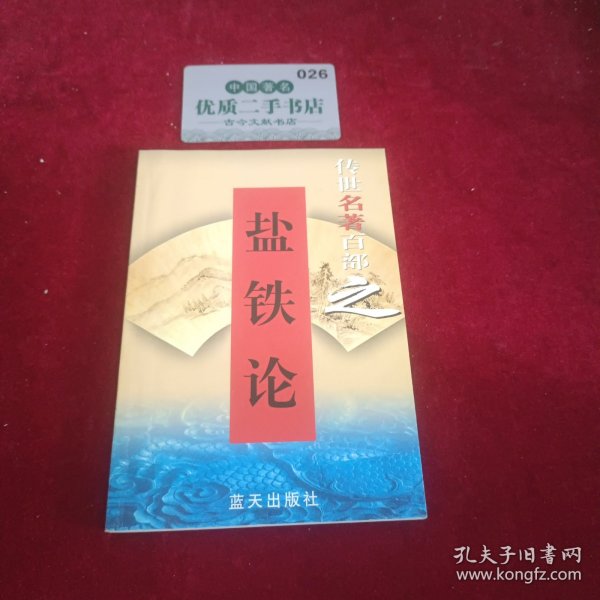 026
中国著名
优质二手书店
古今文献书店
传世名著百部之
盐铁论
蓝天出版社
孔夫子旧书网
www.kongfz.com